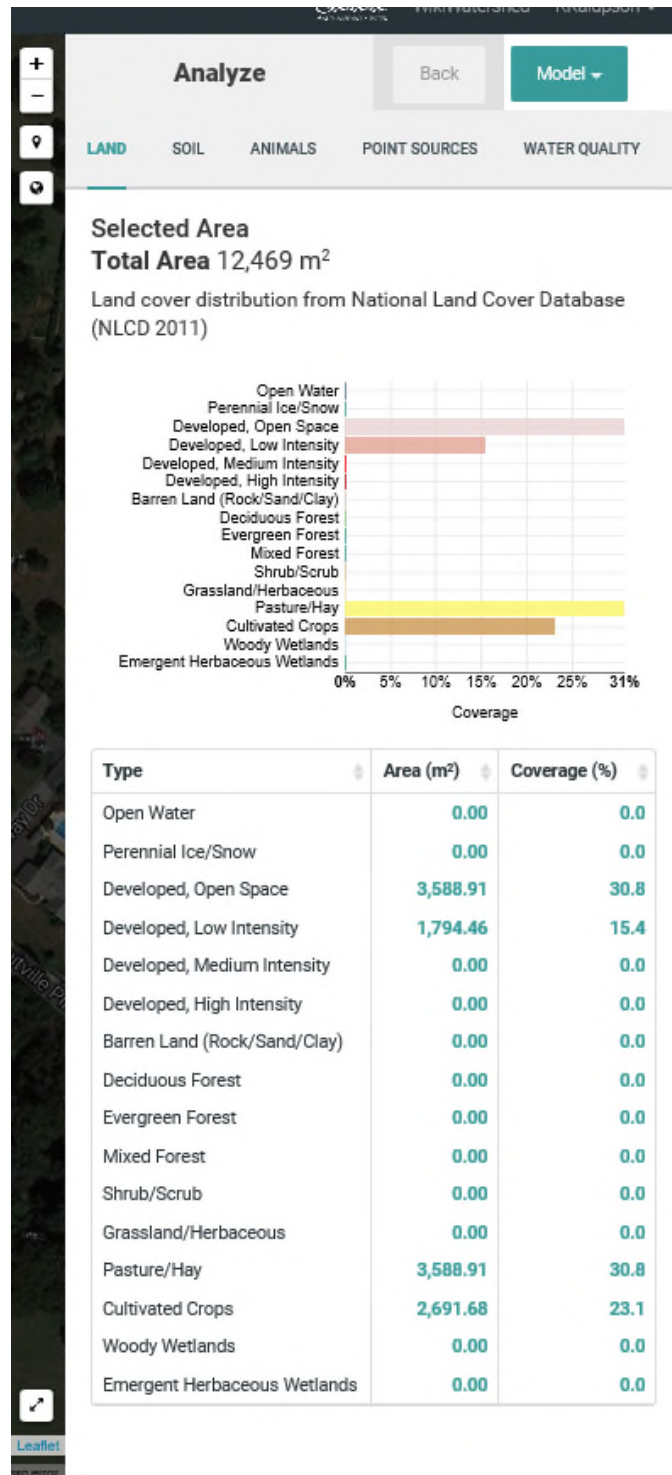 WikiWatershed
+
Analyze
Back
Model
−
LAND SOIL ANIMALS POINT SOURCES WATER QUALITY
Selected Area
Total Area 12,469 m²
Land cover distribution from National Land Cover Database
(NLCD 2011)
Open Water
Perennial Ice/Snow
Developed, Open Space
Developed, Low Intensity
Developed, Medium Intensity
Developed, High Intensity
Barren Land (Rock/Sand/Clay)
Deciduous Forest
Evergreen Forest
Mixed Forest
Shrub/Scrub
Grassland/Herbaceous
Pasture/Hay
Cultivated Crops
Woody Wetlands
Emergent Herbaceous Wetlands
0% 5% 10% 15% 20% 25% 31%
Coverage
Type Area (m²) Coverage (%)
Open Water 0.00 0.0
Perennial Ice/Snow 0.00 0.0
Developed, Open Space 3,588.91 30.8
Developed, Low Intensity 1,794.46 15.4
Developed, Medium Intensity 0.00 0.0
Developed, High Intensity 0.00 0.0
Barren Land (Rock/Sand/Clay) 0.00 0.0
Deciduous Forest 0.00 0.0
Evergreen Forest 0.00 0.0
Mixed Forest 0.00 0.0
Shrub/Scrub 0.00 0.0
Grassland/Herbaceous 0.00 0.0
Pasture/Hay 3,588.91 30.8
Cultivated Crops 2,691.68 23.1
Woody Wetlands 0.00 0.0
Emergent Herbaceous Wetlands 0.00 0.0
Leaflet